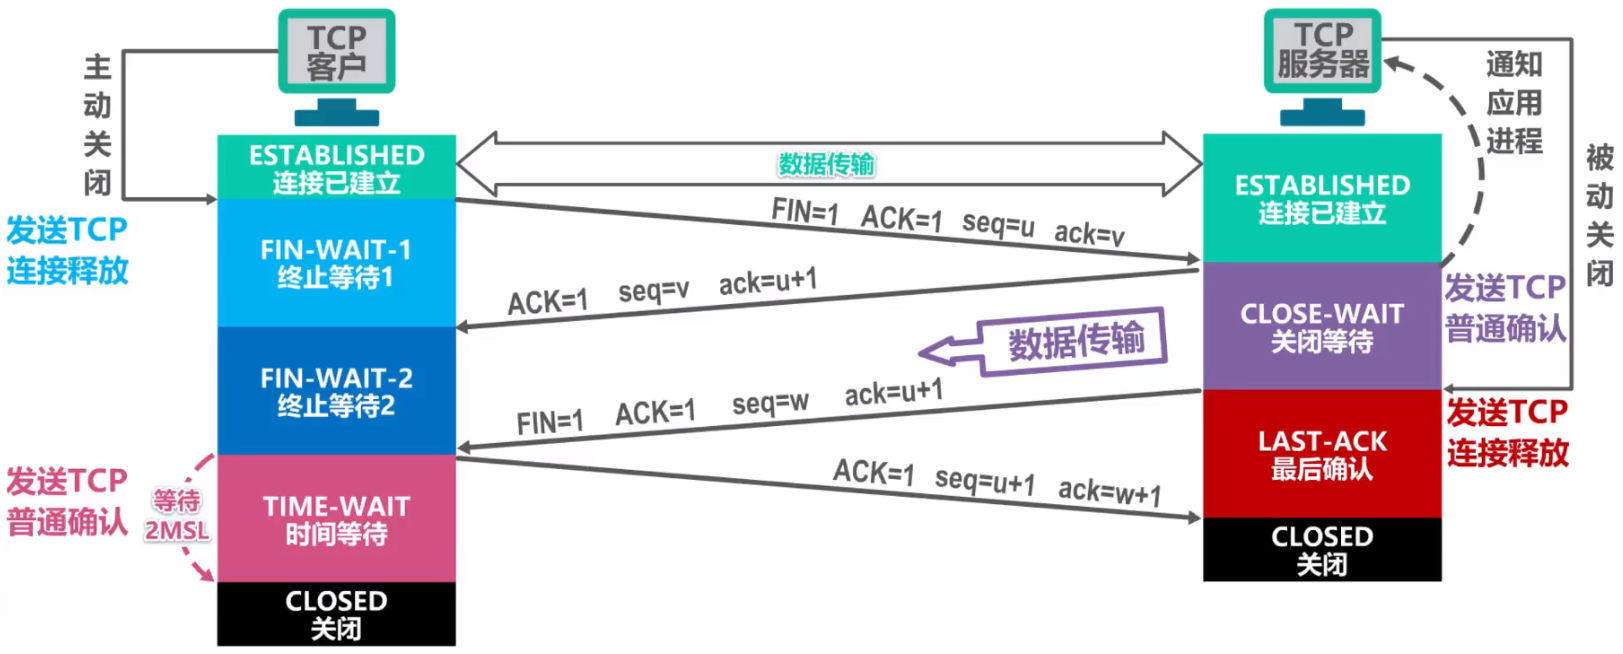 TCP
客户
TCP
服务器
主动关闭
通知
应用
进程
被动关闭
ESTABLISHED
连接已建立
数据传输
ESTABLISHED
连接已建立
发送TCP
连接释放
FIN=1 ACK=1 seq=u ack=v
FIN-WAIT-1
终止等待1
ACK=1 seq=v ack=u+1
CLOSE-WAIT
关闭等待
发送TCP
普通确认
数据传输
FIN-WAIT-2
终止等待2
FIN=1 ACK=1 seq=w ack=u+1
发送TCP
连接释放
LAST-ACK
最后确认
发送TCP
普通确认
等待
2MSL
TIME-WAIT
时间等待
ACK=1 seq=u+1 ack=w+1
CLOSED
关闭
CLOSED
关闭